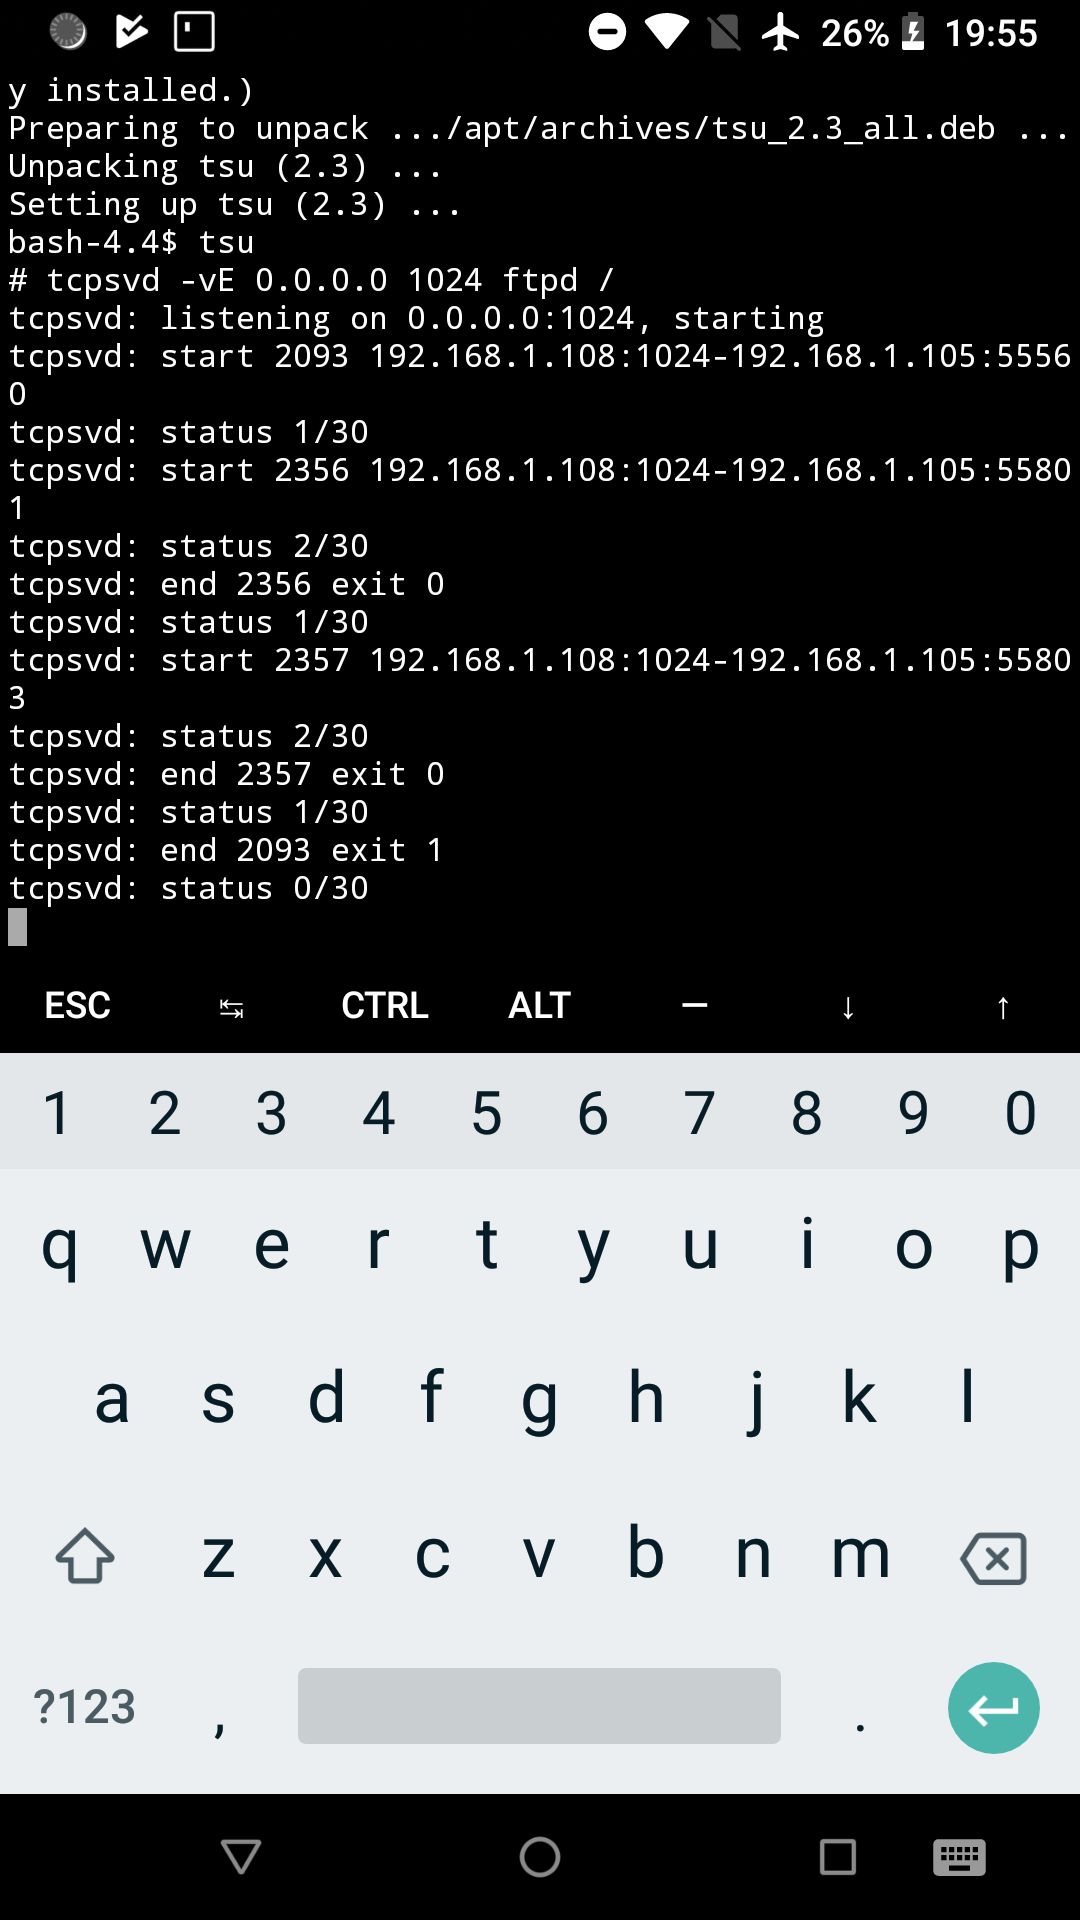 26% 19:55
y installed.)
Preparing to unpack .../apt/archives/tsu_2.3_all.deb ...
Unpacking tsu (2.3) ...
Setting up tsu (2.3) ...
bash-4.4$ tsu
# tcpsvd -vE 0.0.0.0 1024 ftpd /
tcpsvd: listening on 0.0.0.0:1024, starting
tcpsvd: start 2093 192.168.1.108:1024-192.168.1.105:5556
0
tcpsvd: status 1/30
tcpsvd: start 2356 192.168.1.108:1024-192.168.1.105:5580
1
tcpsvd: status 2/30
tcpsvd: end 2356 exit 0
tcpsvd: status 1/30
tcpsvd: start 2357 192.168.1.108:1024-192.168.1.105:5580
3
tcpsvd: status 2/30
tcpsvd: end 2357 exit 0
tcpsvd: status 1/30
tcpsvd: end 2093 exit 1
tcpsvd: status 0/30
ESC ↹ CTRL ALT — ↓ ↑
1 2 3 4 5 6 7 8 9 0
q w e r t y u i o p
a s d f g h j k l
z x c v b n m
?123 , .